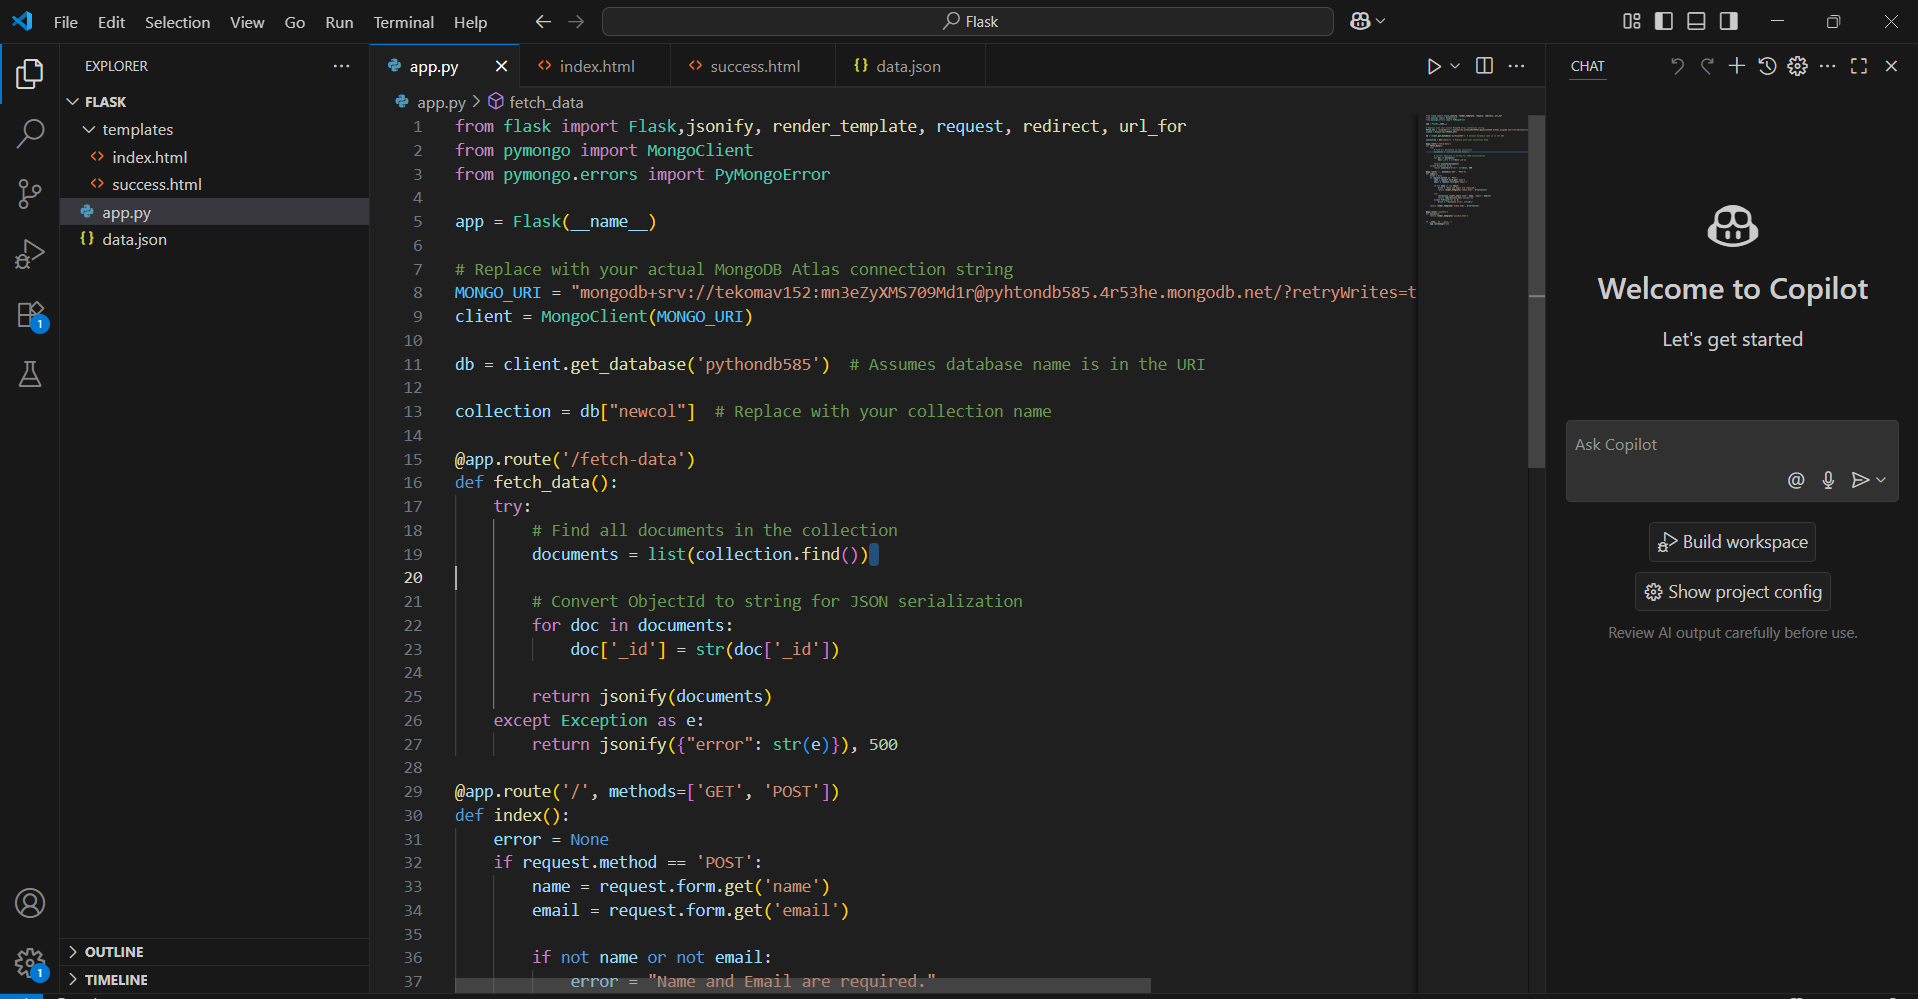 File Edit Selection View Go Run Terminal Help
Flask
EXPLORER
FLASK
templates
index.html
success.html
app.py
data.json
OUTLINE
TIMELINE
1
1
app.py
index.html
success.html
data.json
app.py > fetch_data
1 from flask import Flask,jsonify, render_template, request, redirect, url_for
2 from pymongo import MongoClient
3 from pymongo.errors import PyMongoError
4
5 app = Flask(__name__)
6
7 # Replace with your actual MongoDB Atlas connection string
8 MONGO_URI = "mongodb+srv://tekomav152:mn3eZyXMS709Md1r@pyhtondb585.4r53he.mongodb.net/?retryWrites=t
9 client = MongoClient(MONGO_URI)
10
11 db = client.get_database('pythondb585')  # Assumes database name is in the URI
12
13 collection = db["newcol"]  # Replace with your collection name
14
15 @app.route('/fetch-data')
16 def fetch_data():
17     try:
18         # Find all documents in the collection
19         documents = list(collection.find())
20
21         # Convert ObjectId to string for JSON serialization
22         for doc in documents:
23             doc['_id'] = str(doc['_id'])
24
25         return jsonify(documents)
26     except Exception as e:
27         return jsonify({"error": str(e)}), 500
28
29 @app.route('/', methods=['GET', 'POST'])
30 def index():
31     error = None
32     if request.method == 'POST':
33         name = request.form.get('name')
34         email = request.form.get('email')
35
36         if not name or not email:
37             error = "Name and Email are required."
CHAT
Welcome to Copilot
Let's get started
Ask Copilot
Build workspace
Show project config
Review AI output carefully before use.